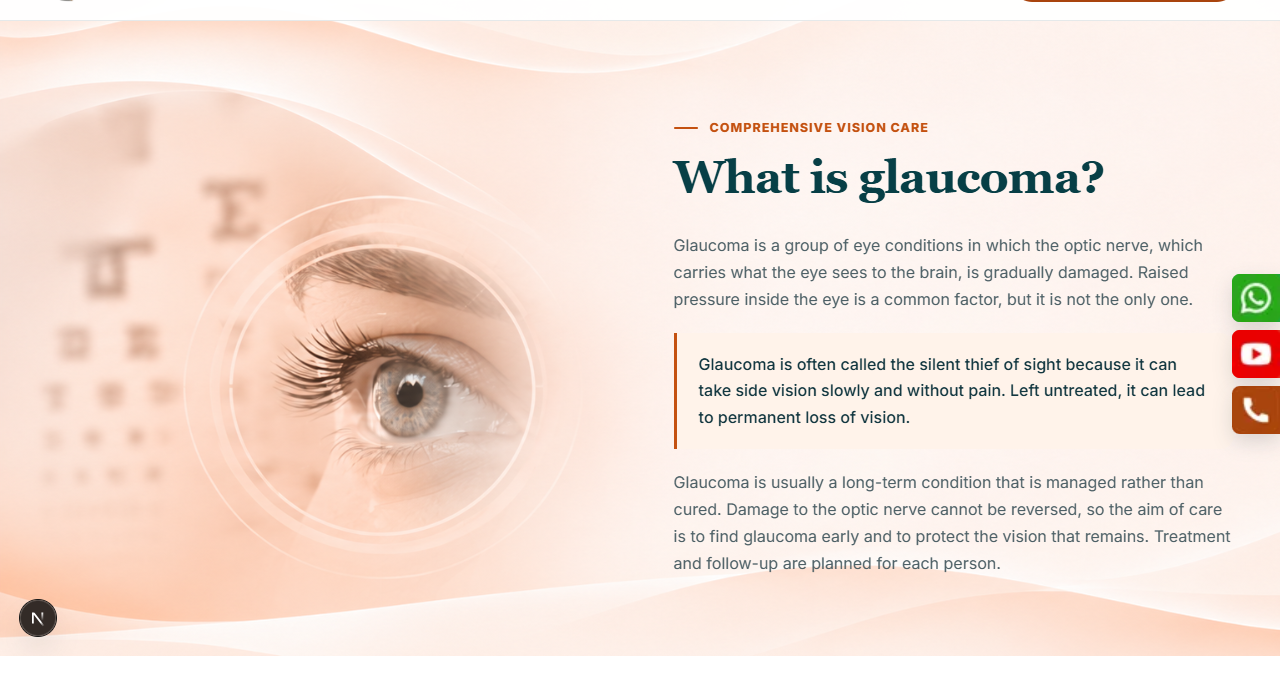 COMPREHENSIVE VISION CARE
What is glaucoma?
Glaucoma is a group of eye conditions in which the optic nerve, which
carries what the eye sees to the brain, is gradually damaged. Raised
pressure inside the eye is a common factor, but it is not the only one.
Glaucoma is often called the silent thief of sight because it can
take side vision slowly and without pain. Left untreated, it can lead
to permanent loss of vision.
Glaucoma is usually a long-term condition that is managed rather than
cured. Damage to the optic nerve cannot be reversed, so the aim of care
is to find glaucoma early and to protect the vision that remains. Treatment
and follow-up are planned for each person.
N